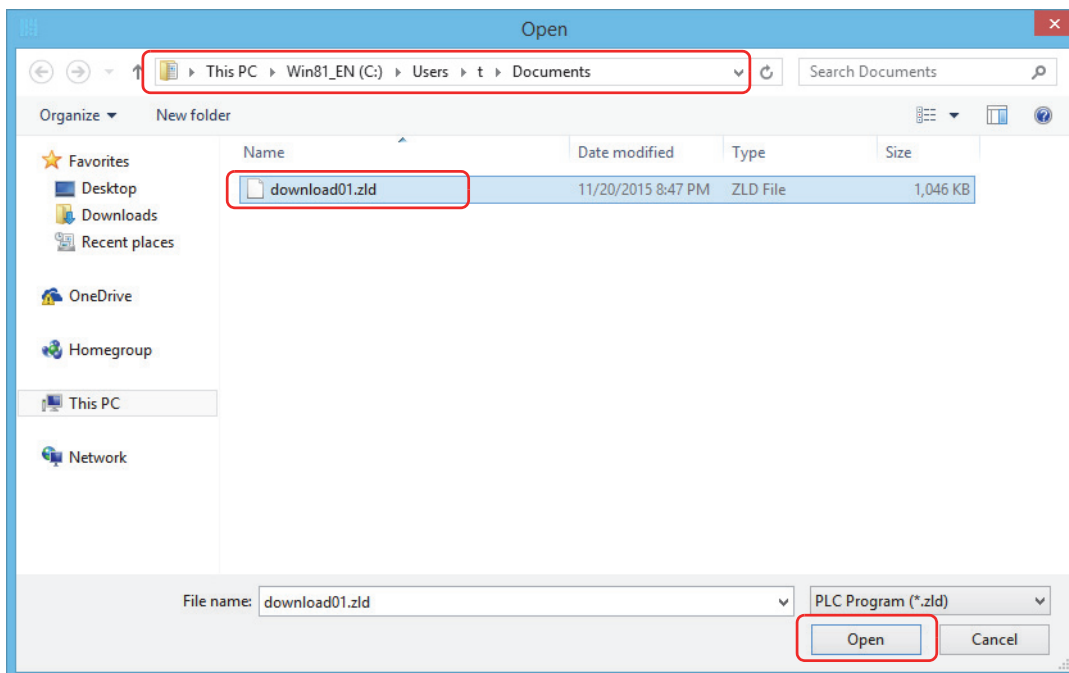 Open
This PC Win81_EN (C:) Users t Documents
Search Documents
Organize New folder
Name Date modified Type Size
Favorites
download01.zld 11/20/2015 8:47 PM ZLD File 1,046 KB
Desktop
Downloads
Recent places
OneDrive
Homegroup
This PC
Network
File name: download01.zld PLC Program (*.zld)
Open Cancel